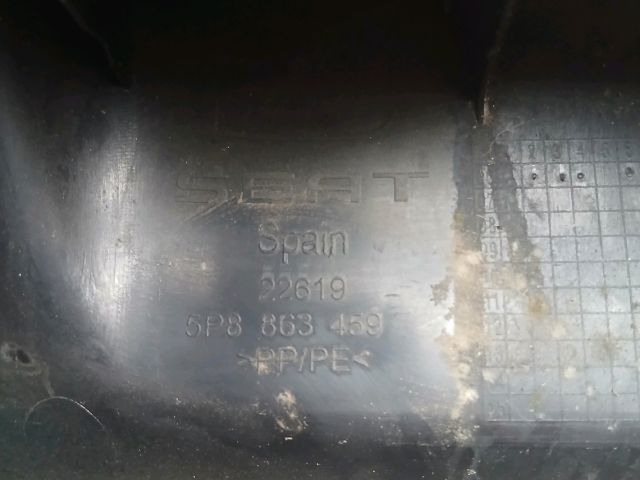 SEAT
Spain
22619
5P8 863 459
>PP/PE<